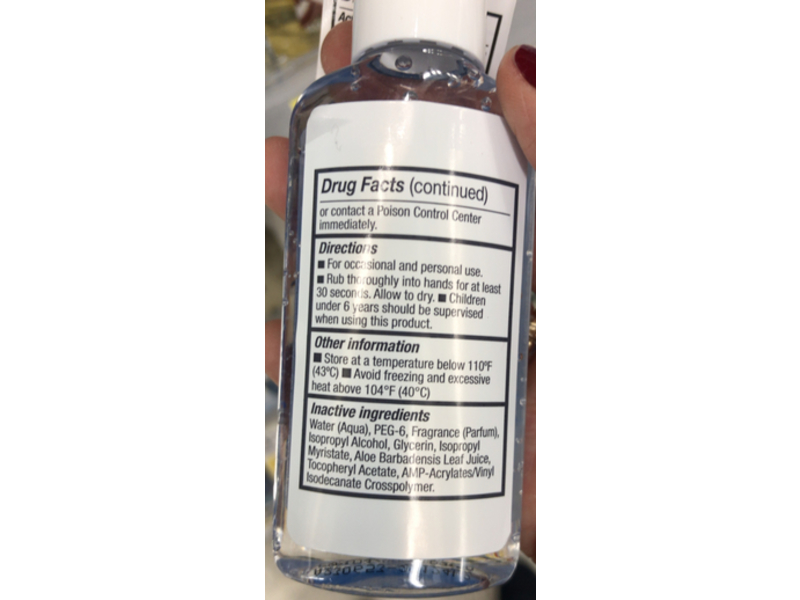 Drug Facts (continued)
or contact a Poison Control Center
immediately.
Directions
■ For occasional and personal use.
■ Rub thoroughly into hands for at least
30 seconds. Allow to dry. ■ Children
under 6 years should be supervised
when using this product.
Other information
■ Store at a temperature below 110ºF
(43ºC) ■ Avoid freezing and excessive
heat above 104°F (40°C)
Inactive ingredients
Water (Aqua), PEG-6, Fragrance (Parfum),
Isopropyl Alcohol, Glycerin, Isopropyl
Myristate, Aloe Barbadensis Leaf Juice,
Tocopheryl Acetate, AMP-Acrylates/Vinyl
Isodecanate Crosspolymer.